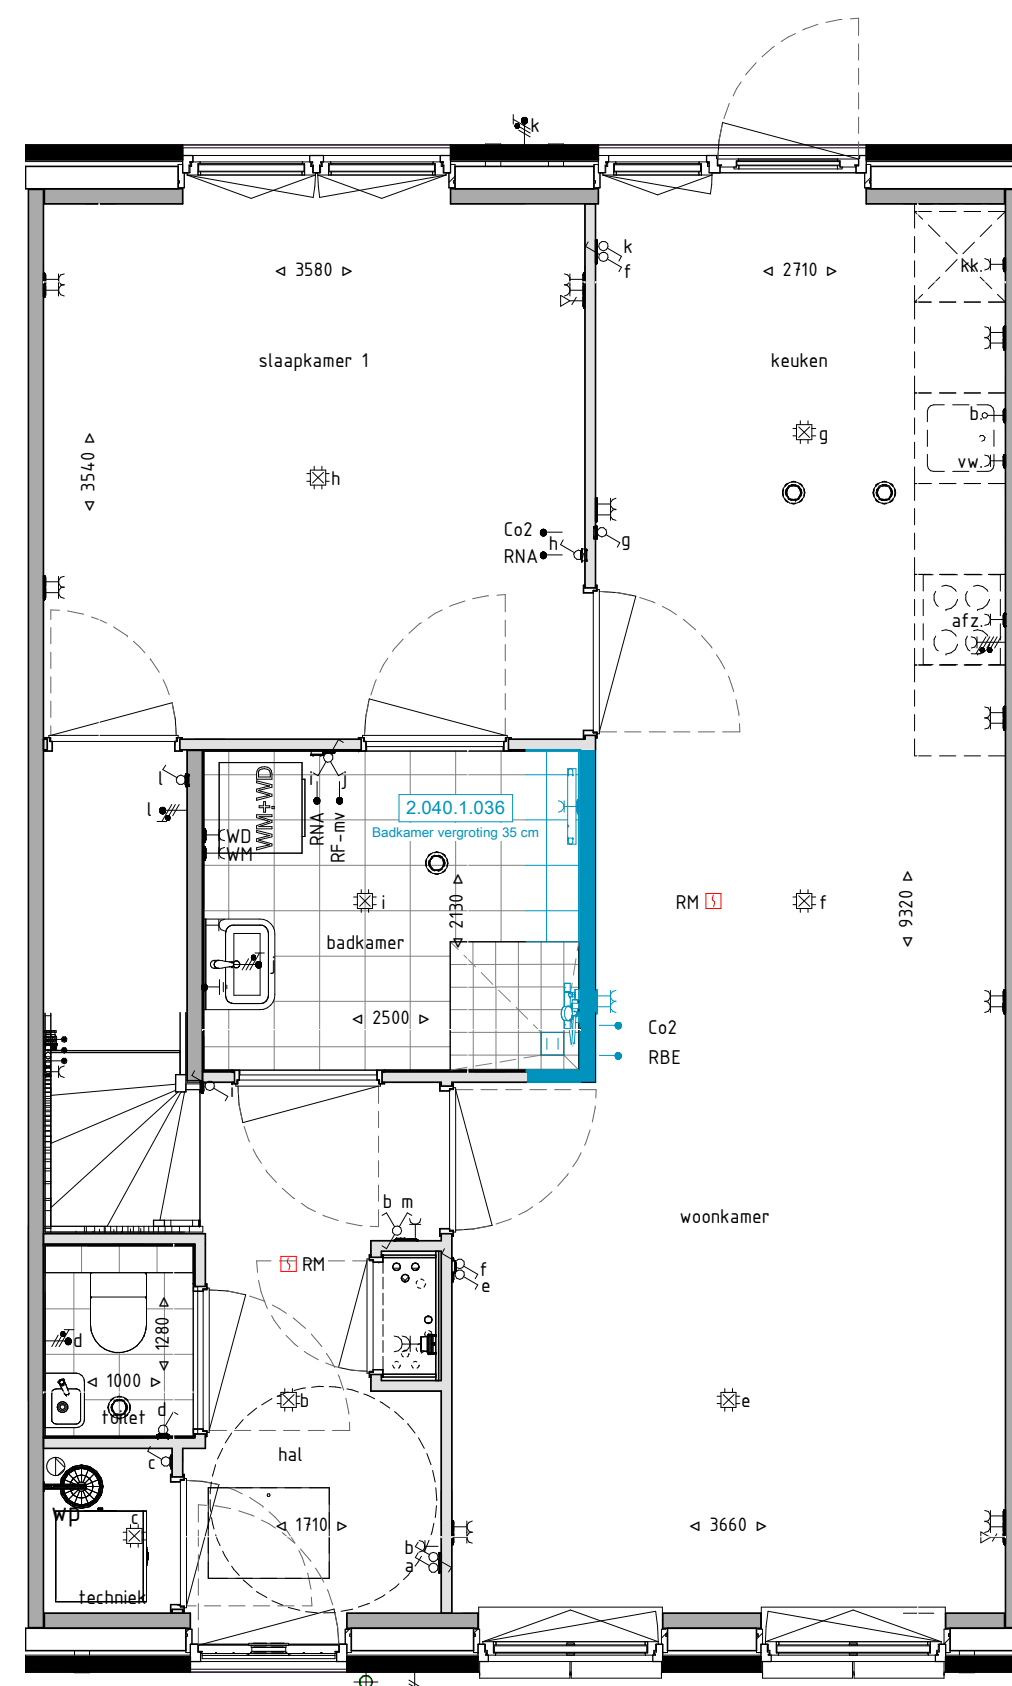 k
3580
2710
k
f
kk.
slaapkamer 1
keuken
b.
g
vw.
3540
h
Co2
h
g
RNA
afz.
l
WM+WD
i
j
l
2.040.1.036
Badkamer vergroting 35 cm
WD
WM
RNA
RF-mv
i
2130
RM
f
9320
badkamer
j
2500
Co2
RBE
i
b m
woonkamer
RM
f
e
1280
d
1000
d
toilet
b
e
c
hal
wp
c
1710
3660
b
a
techniek